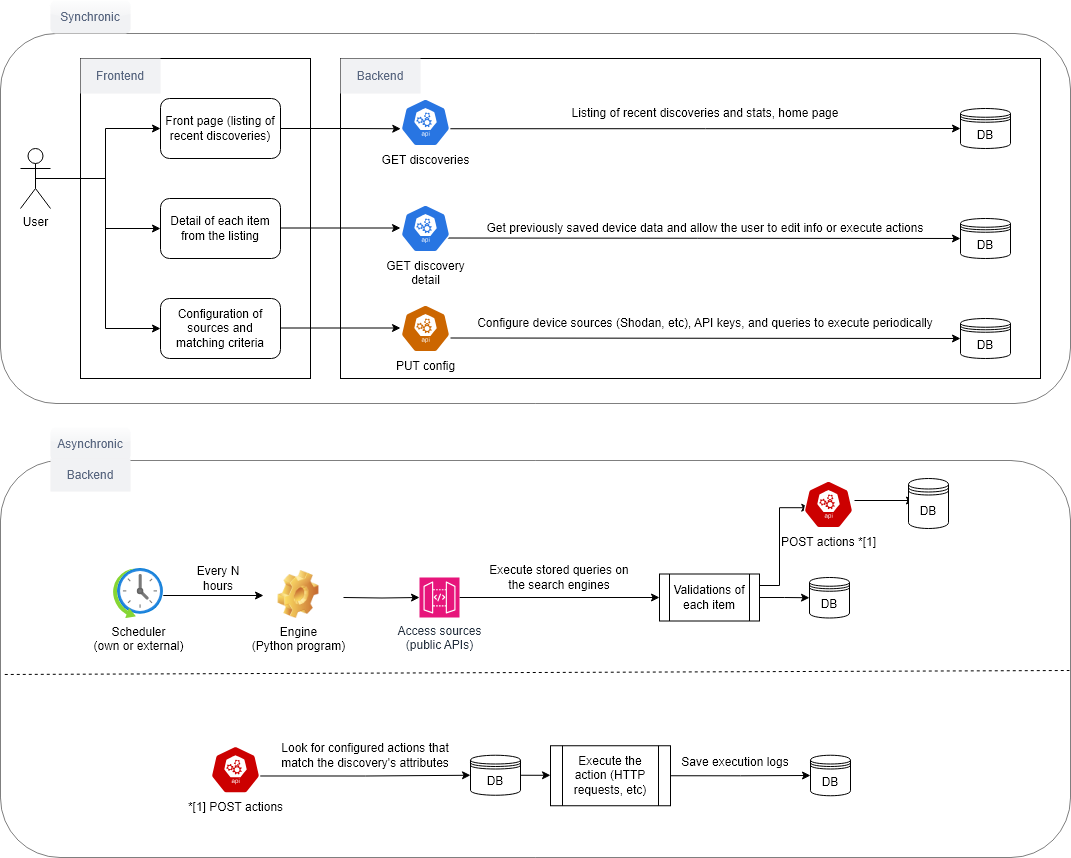 Synchronic
Frontend
Backend
Front page (listing of
recent discoveries)
api
GET discoveries
Listing of recent discoveries and stats, home page
DB
User
Detail of each item
from the listing
api
GET discovery
detail
Get previously saved device data and allow the user to edit info or execute actions
DB
Configuration of
sources and
matching criteria
api
PUT config
Configure device sources (Shodan, etc), API keys, and queries to execute periodically
DB
Asynchronic
Backend
Scheduler
(own or external)
Every N
hours
Engine
(Python program)
Access sources
(public APIs)
Execute stored queries on
the search engines
Validations of
each item
api
POST actions *[1]
DB
DB
api
*[1] POST actions
Look for configured actions that
match the discovery's attributes
DB
Execute the
action (HTTP
requests, etc)
Save execution logs
DB